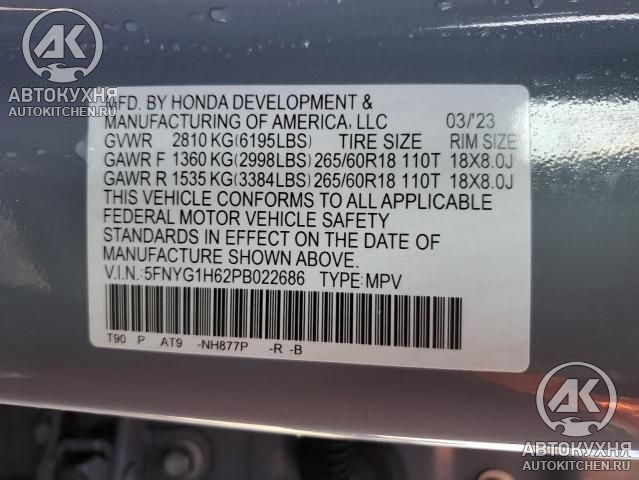 AK
АВТОКУХНЯ
AUTOKITCHEN.RU
MFD. BY HONDA DEVELOPMENT &
MANUFACTURING OF AMERICA, LLC 03/'23
GVWR 2810 KG(6195LBS) TIRE SIZE RIM SIZE
GAWR F 1360 KG(2998LBS) 265/60R18 110T 18X8.0J
GAWR R 1535 KG(3384LBS) 265/60R18 110T 18X8.0J
THIS VEHICLE CONFORMS TO ALL APPLICABLE
FEDERAL MOTOR VEHICLE SAFETY
STANDARDS IN EFFECT ON THE DATE OF
MANUFACTURE SHOWN ABOVE.
V.I.N.:5FNYG1H62PB022686 TYPE:MPV
T90 P AT9 -NH877P -R -B
AK
АВТОКУХНЯ
AUTOKITCHEN.RU